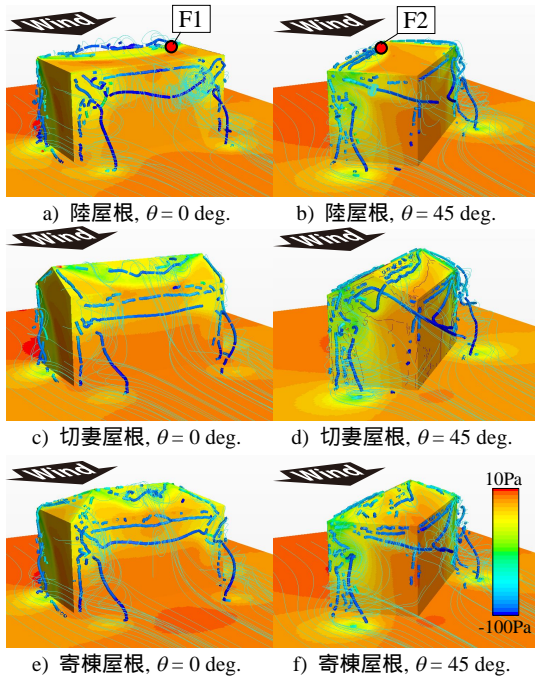 Wind
F1
Wind
F2
a) 陸屋根, θ = 0 deg.
b) 陸屋根, θ = 45 deg.
Wind
Wind
c) 切妻屋根, θ = 0 deg.
d) 切妻屋根, θ = 45 deg.
Wind
Wind
10Pa
-100Pa
e) 寄棟屋根, θ = 0 deg.
f) 寄棟屋根, θ = 45 deg.